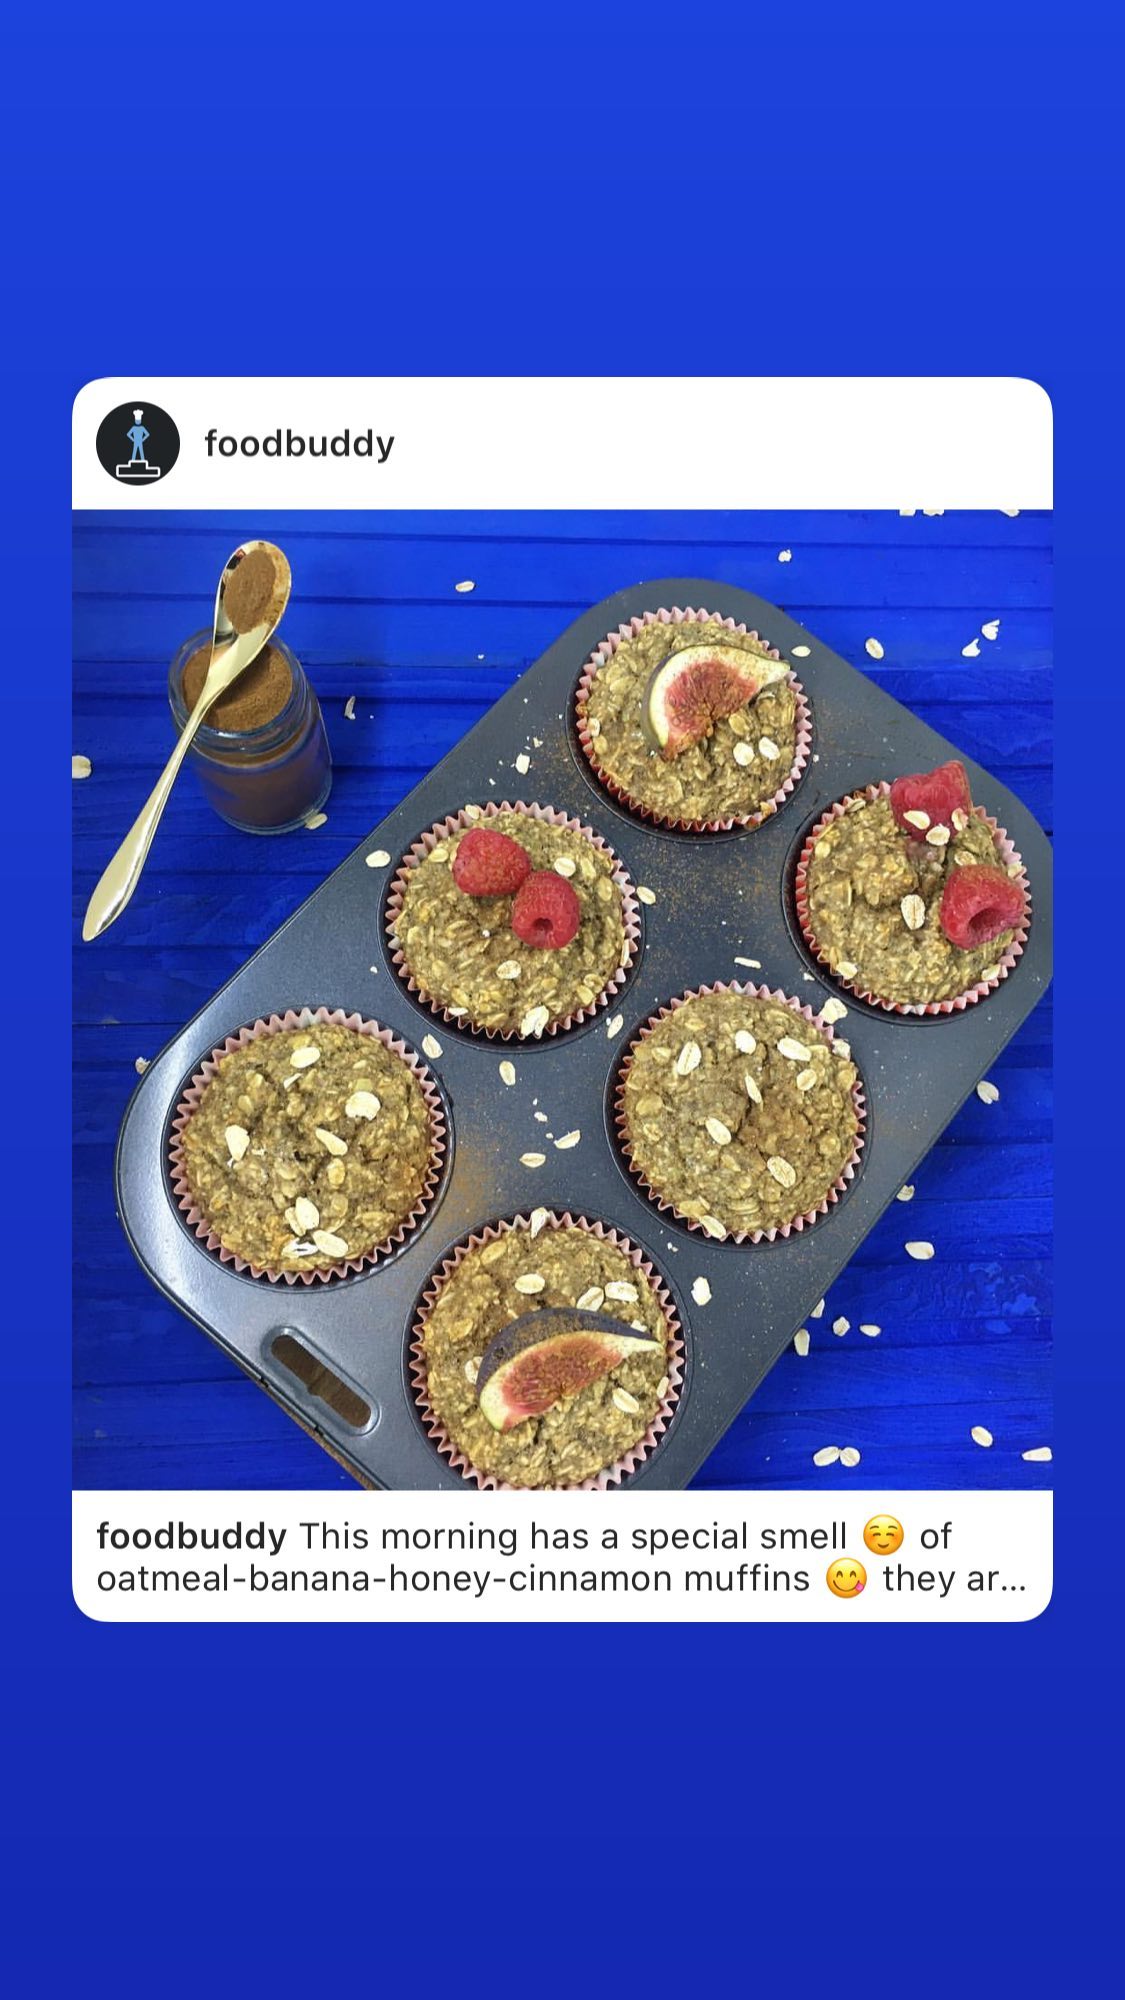 foodbuddy
foodbuddy This morning has a special smell ☺️ of
oatmeal-banana-honey-cinnamon muffins 😋 they ar...